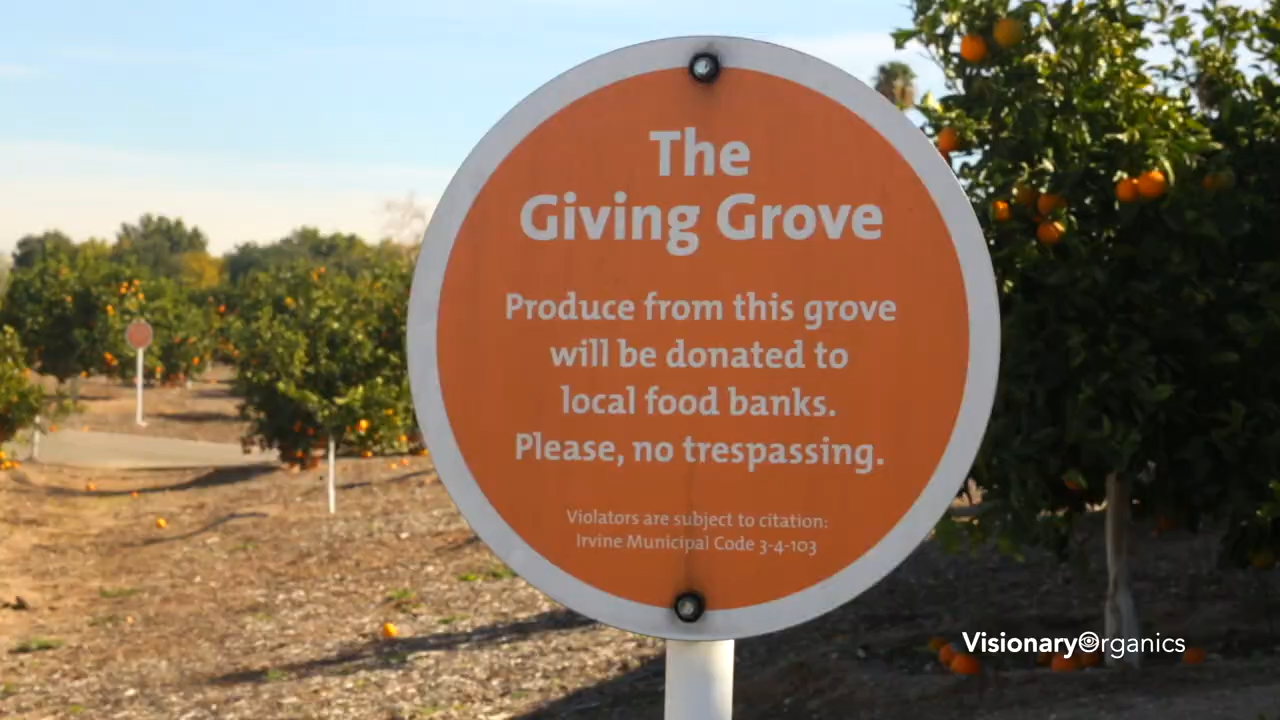 The
Giving Grove
Produce from this grove
will be donated to
local food banks.
Please, no trespassing.
Violators are subject to citation:
Irvine Municipal Code 3-4-103
VisionaryOrganics